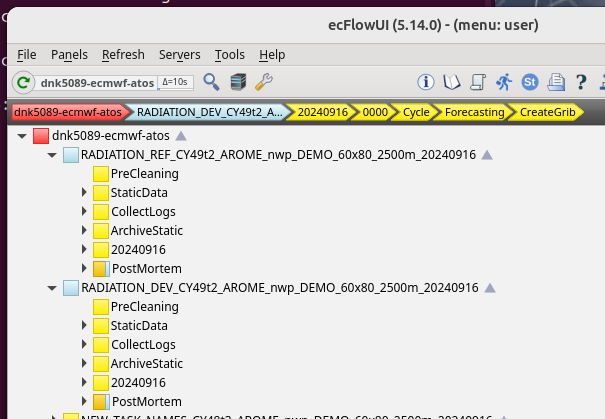 ecFlowUI (5.14.0) - (menu: user)
File Panels Refresh Servers Tools Help
dnk5089-ecmwf-atos Δ=10s
dnk5089-ecmwf-atos RADIATION_DEV_CY49t2_A... 20240916 0000 Cycle Forecasting CreateGrib
dnk5089-ecmwf-atos
RADIATION_REF_CY49t2_AROME_nwp_DEMO_60x80_2500m_20240916
PreCleaning
StaticData
CollectLogs
ArchiveStatic
20240916
PostMortem
RADIATION_DEV_CY49t2_AROME_nwp_DEMO_60x80_2500m_20240916
PreCleaning
StaticData
CollectLogs
ArchiveStatic
20240916
PostMortem
NEW_TASK_NAMES_CY48t2_AROME_nwp_DEMO_60x80_2500m_20240916